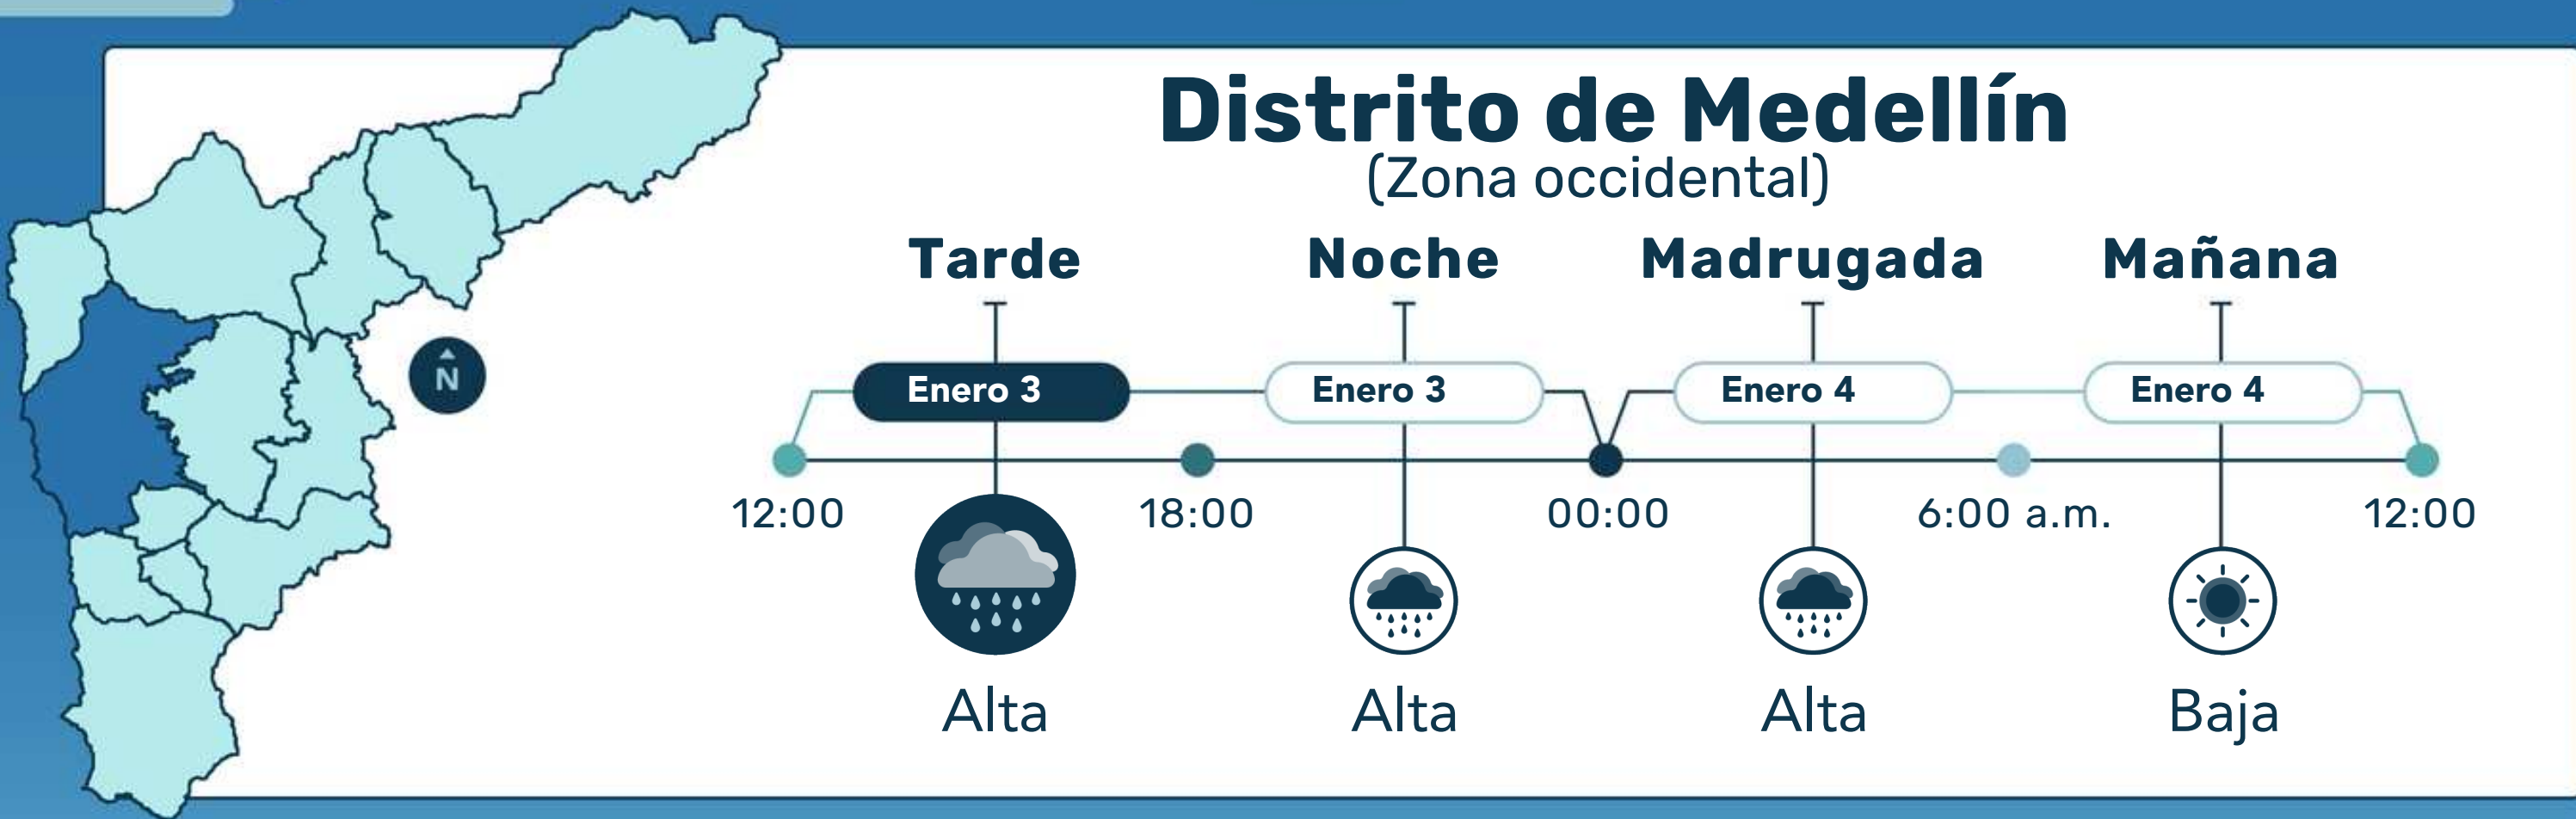 Distrito de Medellín
(Zona occidental)
Tarde Noche Madrugada Mañana
N
Enero 3 Enero 3 Enero 4 Enero 4
12:00 18:00 00:00 6:00 a.m. 12:00
Alta Alta Alta Baja